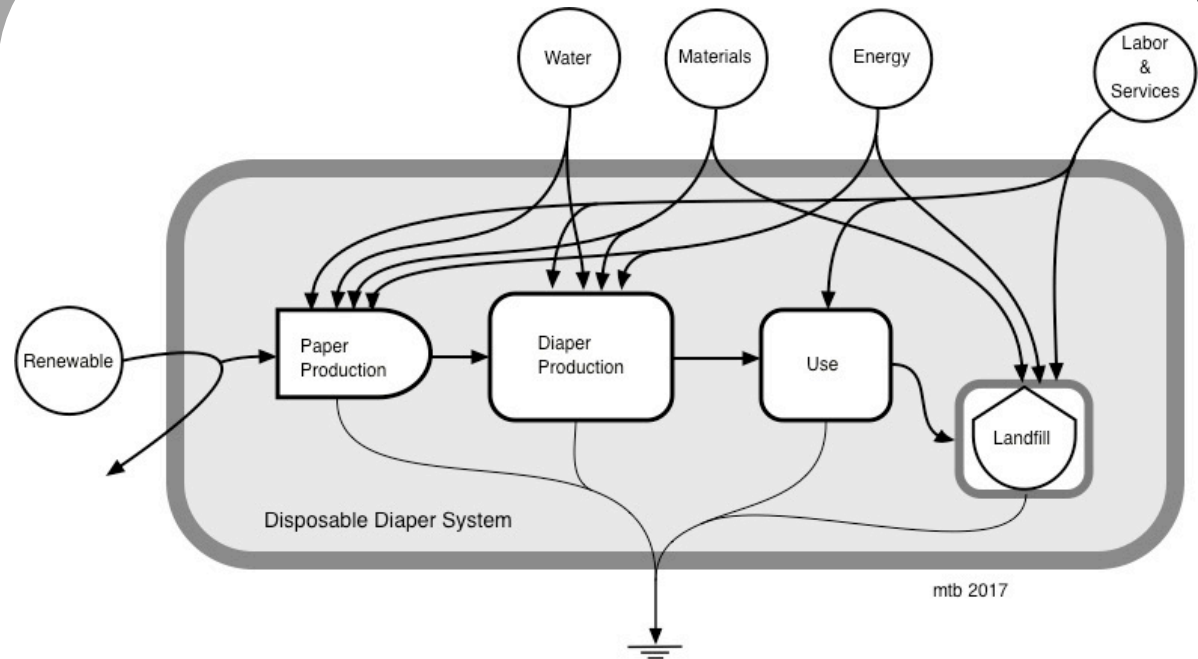 Water
Materials
Energy
Labor
&
Services
Renewable
Paper
Production
Diaper
Production
Use
Landfill
Disposable Diaper System
mtb 2017